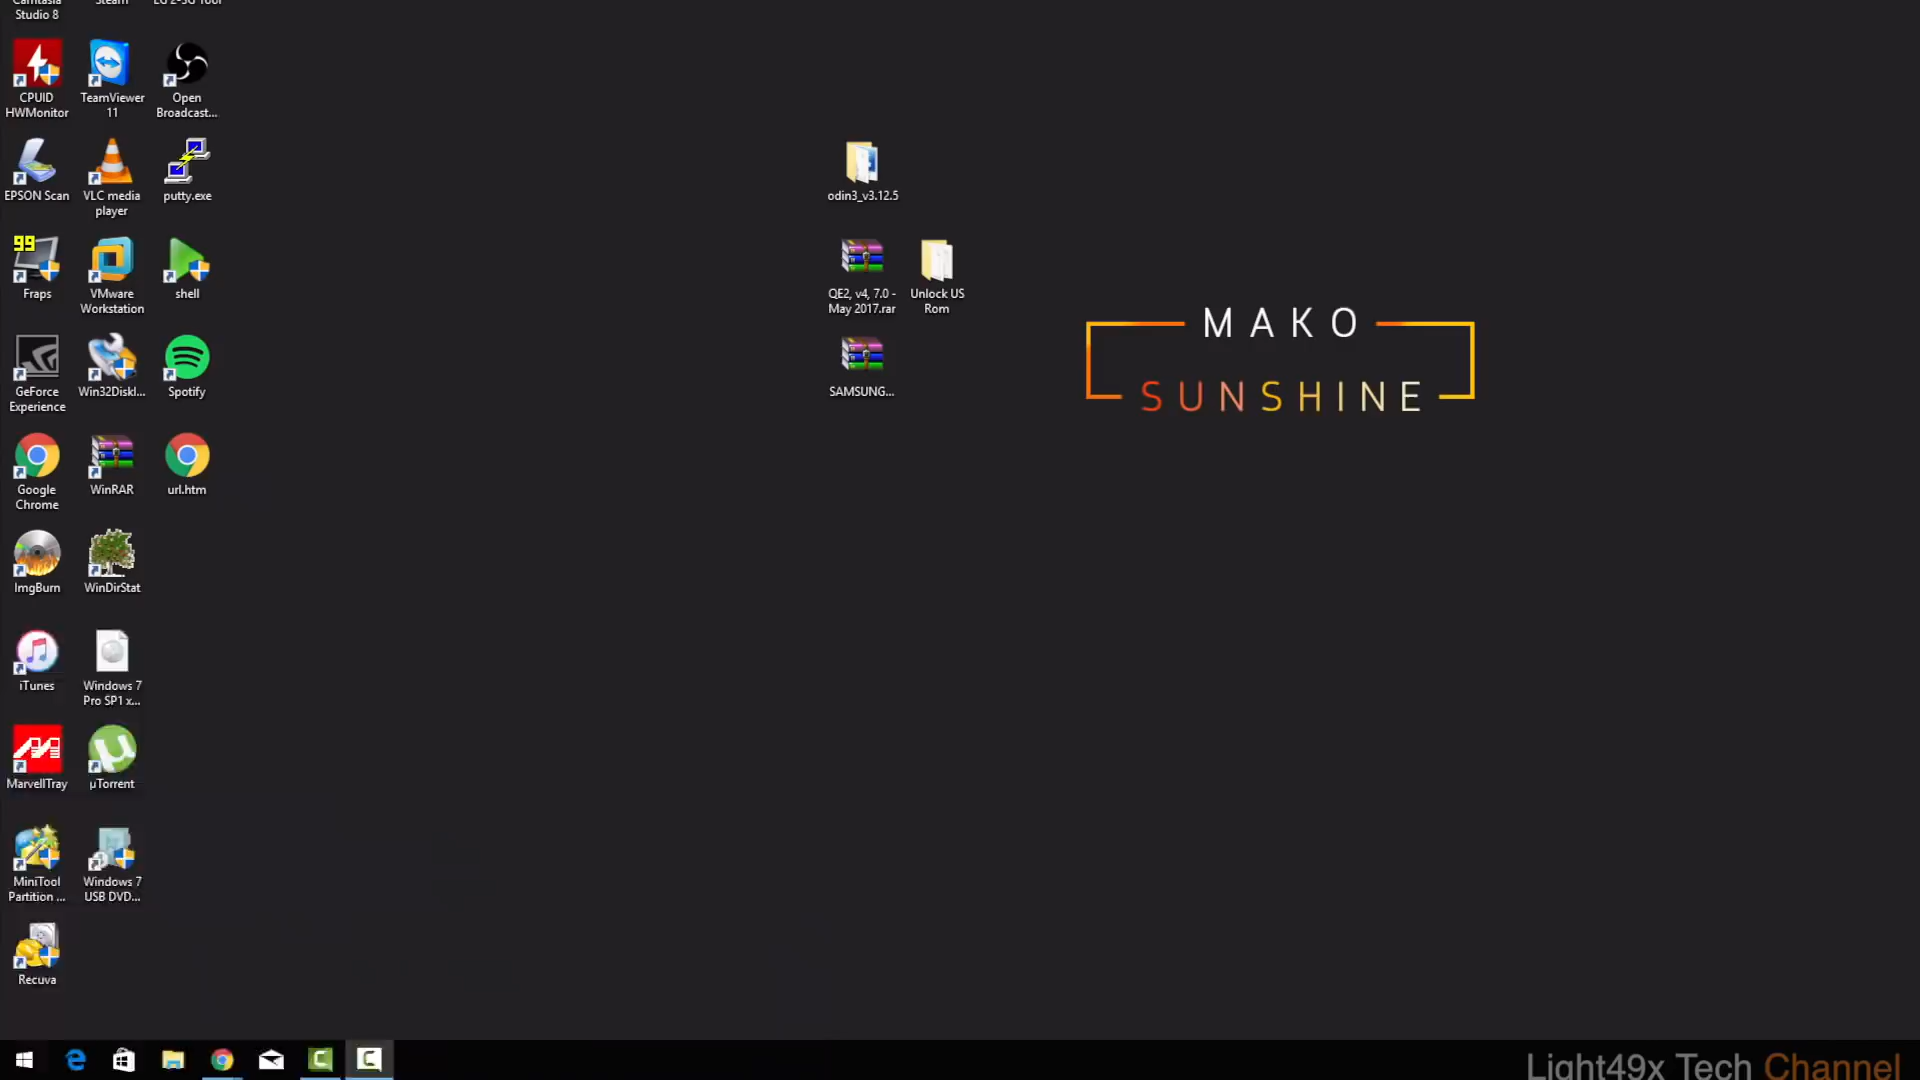 Camtasia
Studio 8
Steam
LG 2-3G Tool
CPUID
HWMonitor
TeamViewer
11
Open
Broadcast...
EPSON Scan
VLC media
player
putty.exe
99
Fraps
VMware
Workstation
shell
GeForce
Experience
Win32DiskI...
Spotify
Google
Chrome
WinRAR
url.htm
ImgBurn
WinDirStat
iTunes
Windows 7
Pro SP1 x...
MarvellTray
µTorrent
MiniTool
Partition ...
Windows 7
USB DVD...
Recuva
odin3_v3.12.5
QE2, v4, 7.0 -
May 2017.rar
Unlock US
Rom
SAMSUNG...
MAKO
SUNSHINE
Light49x Tech Channel